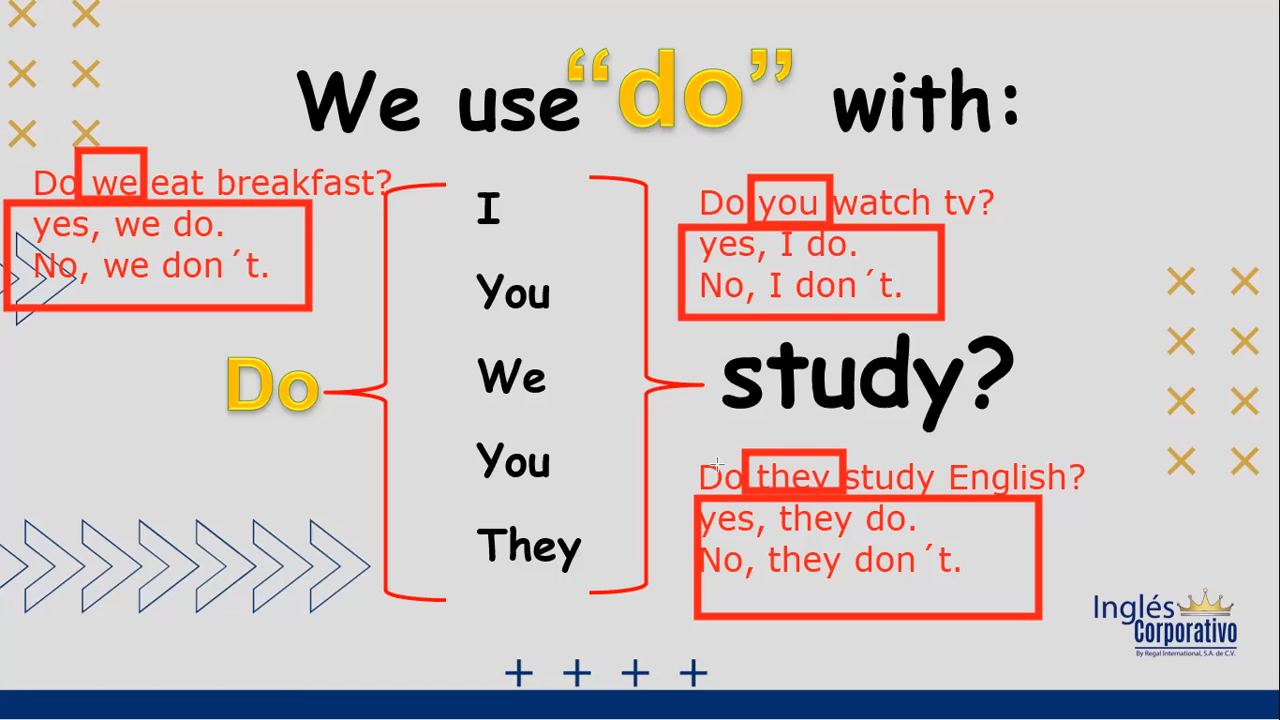 We use “do” with:
Do we eat breakfast?
yes, we do.
No, we don´t.
Do
I
You
We
You
They
Do you watch tv?
yes, I do.
No, I don´t.
study?
Do they study English?
yes, they do.
No, they don´t.
Inglés
Corporativo
By Regal International, S.A. de C.V.